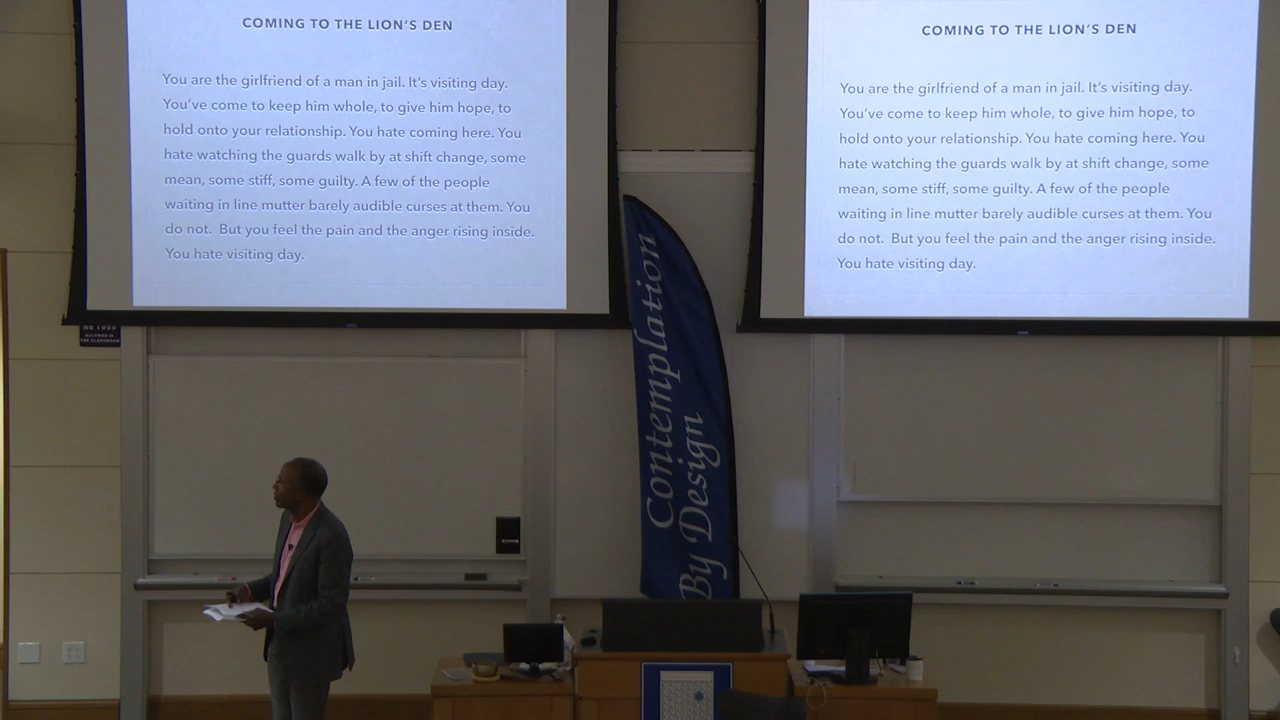 COMING TO THE LION'S DEN
You are the girlfriend of a man in jail. It's visiting day.
You've come to keep him whole, to give him hope, to
hold onto your relationship. You hate coming here. You
hate watching the guards walk by at shift change, some
mean, some stiff, some guilty. A few of the people
waiting in line mutter barely audible curses at them. You
do not.  But you feel the pain and the anger rising inside.
You hate visiting day.
COMING TO THE LION'S DEN
You are the girlfriend of a man in jail. It's visiting day.
You've come to keep him whole, to give him hope, to
hold onto your relationship. You hate coming here. You
hate watching the guards walk by at shift change, some
mean, some stiff, some guilty. A few of the people
waiting in line mutter barely audible curses at them. You
do not.  But you feel the pain and the anger rising inside.
You hate visiting day.
NO FOOD
ALLOWED IN
THE CLASSROOM
Contemplation
By Design